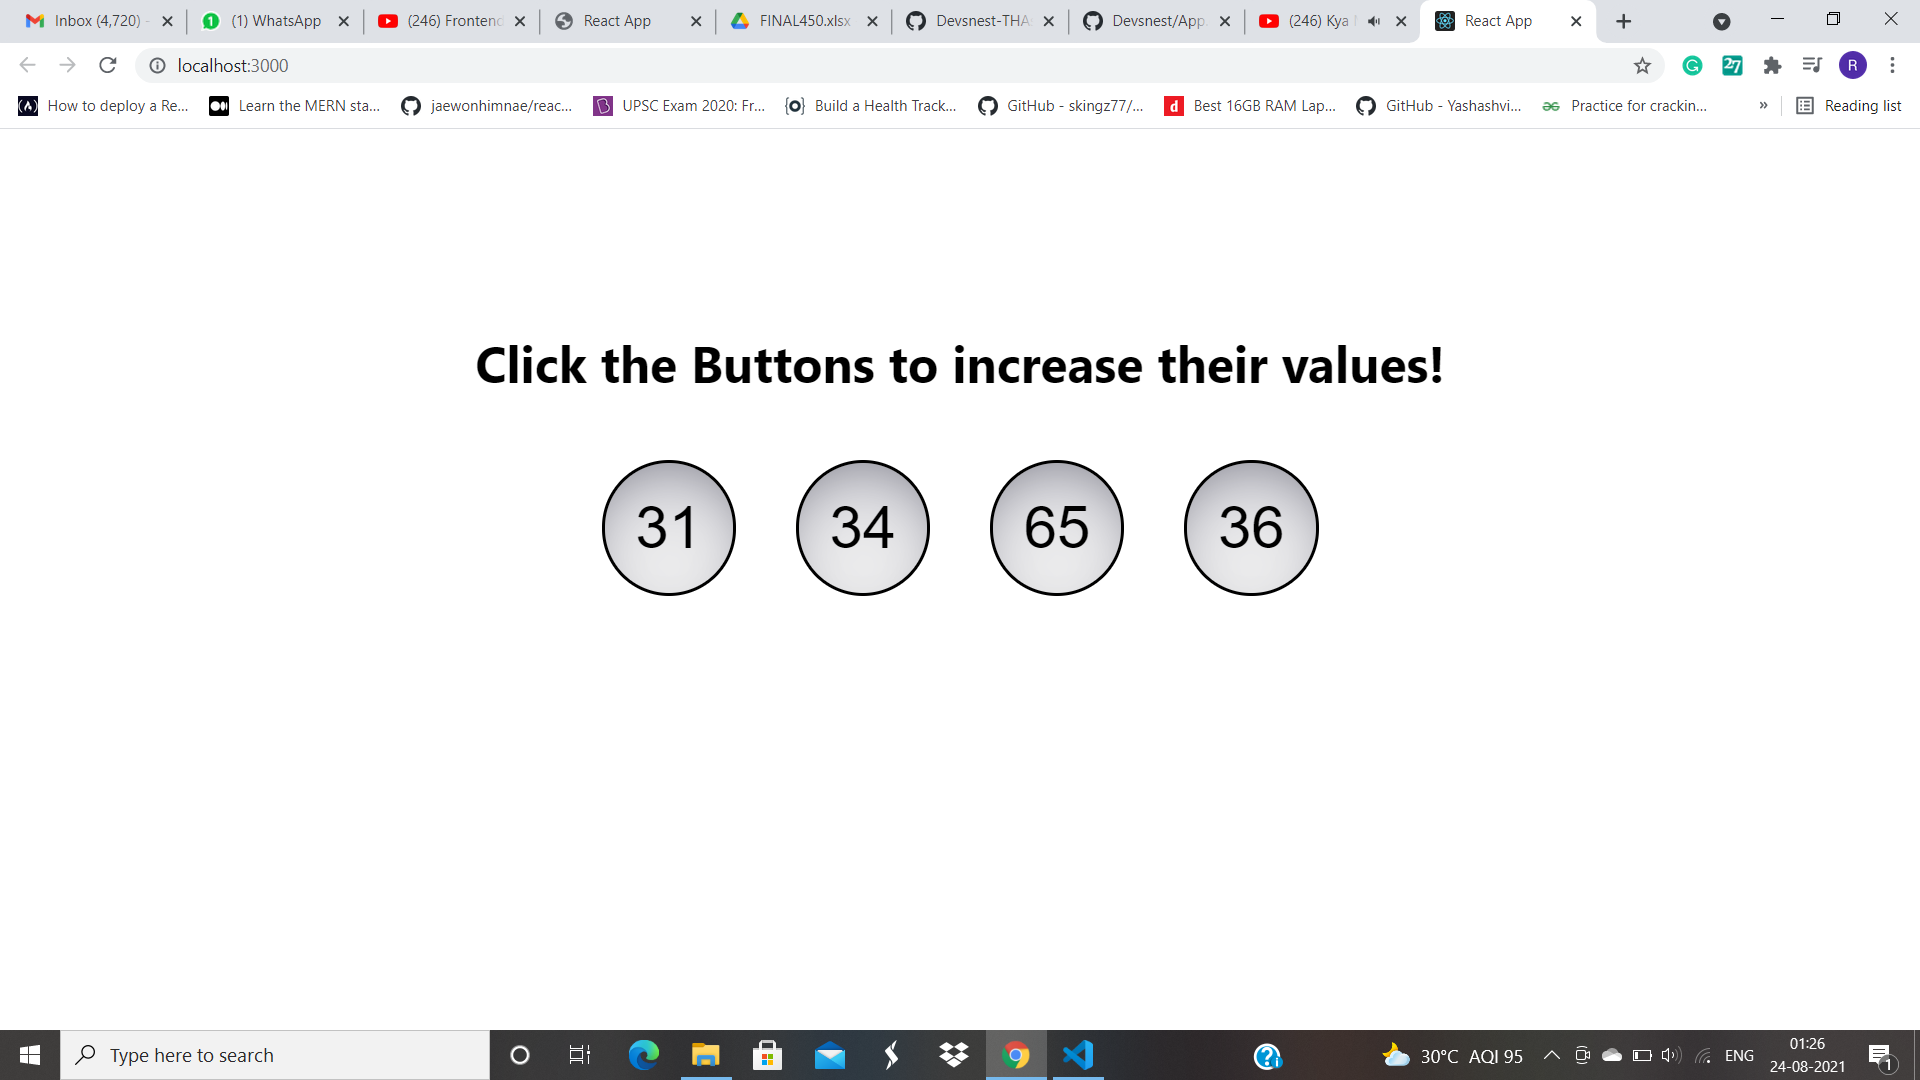 Inbox (4,720) -
(1) WhatsApp
(246) Frontend
React App
FINAL450.xlsx
Devsnest-THA
Devsnest/App.
(246) Kya
React App
localhost:3000
R
How to deploy a Re...
Learn the MERN sta...
jaewonhimnae/reac...
UPSC Exam 2020: Fr...
Build a Health Track...
GitHub - skingz77/...
Best 16GB RAM Lap...
GitHub - Yashashvi...
Practice for crackin...
»
Reading list
Click the Buttons to increase their values!
31 34 65 36
Type here to search
30°C AQI 95
ENG
01:26
24-08-2021
1